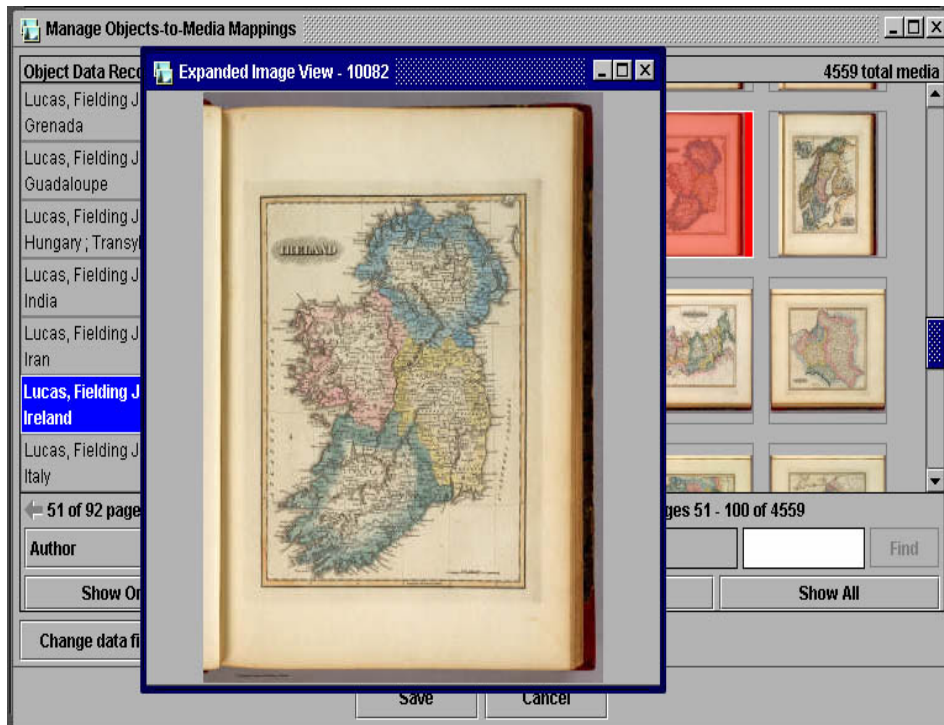 Manage Objects-to-Media Mappings
Expanded Image View - 10082
Object Data Reco
4559 total media
Lucas, Fielding J
Grenada
Lucas, Fielding J
Guadaloupe
Lucas, Fielding J
Hungary ; Transyl
Lucas, Fielding J
India
Lucas, Fielding J
Iran
Lucas, Fielding J
Ireland
Lucas, Fielding J
Italy
IRELAND
51 of 92 page
ges 51 - 100 of 4559
Author
Find
Show On
Show All
Change data fi
Save
Cancel